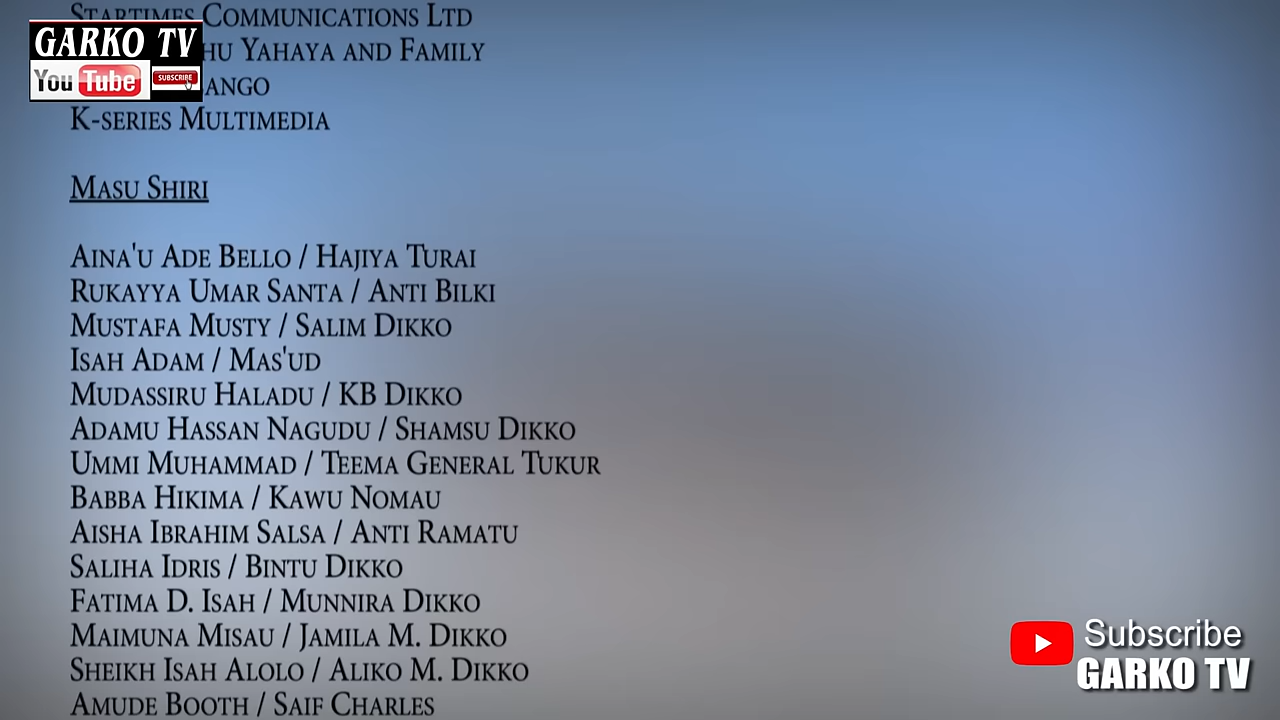 STARTIMES COMMUNICATIONS LTD
GARKO TV
YAHAYA AND FAMILY
You Tube
SUBSCRIBE
K-SERIES MULTIMEDIA
MASU SHIRI
AINA'U ADE BELLO / HAJIYA TURAI
RUKAYYA UMAR SANTA / ANTI BILKI
MUSTAFA MUSTY / SALIM DIKKO
ISAH ADAM / MAS'UD
MUDASSIRU HALADU / KB DIKKO
ADAMU HASSAN NAGUDU / SHAMSU DIKKO
UMMI MUHAMMAD / TEEMA GENERAL TUKUR
BABBA HIKIMA / KAWU NOMAU
AISHA IBRAHIM SALSA / ANTI RAMATU
SALIHA IDRIS / BINTU DIKKO
FATIMA D. ISAH / MUNNIRA DIKKO
MAIMUNA MISAU / JAMILA M. DIKKO
SHEIKH ISAH ALOLO / ALIKO M. DIKKO
AMUDE BOOTH / SAIF CHARLES
Subscribe
GARKO TV